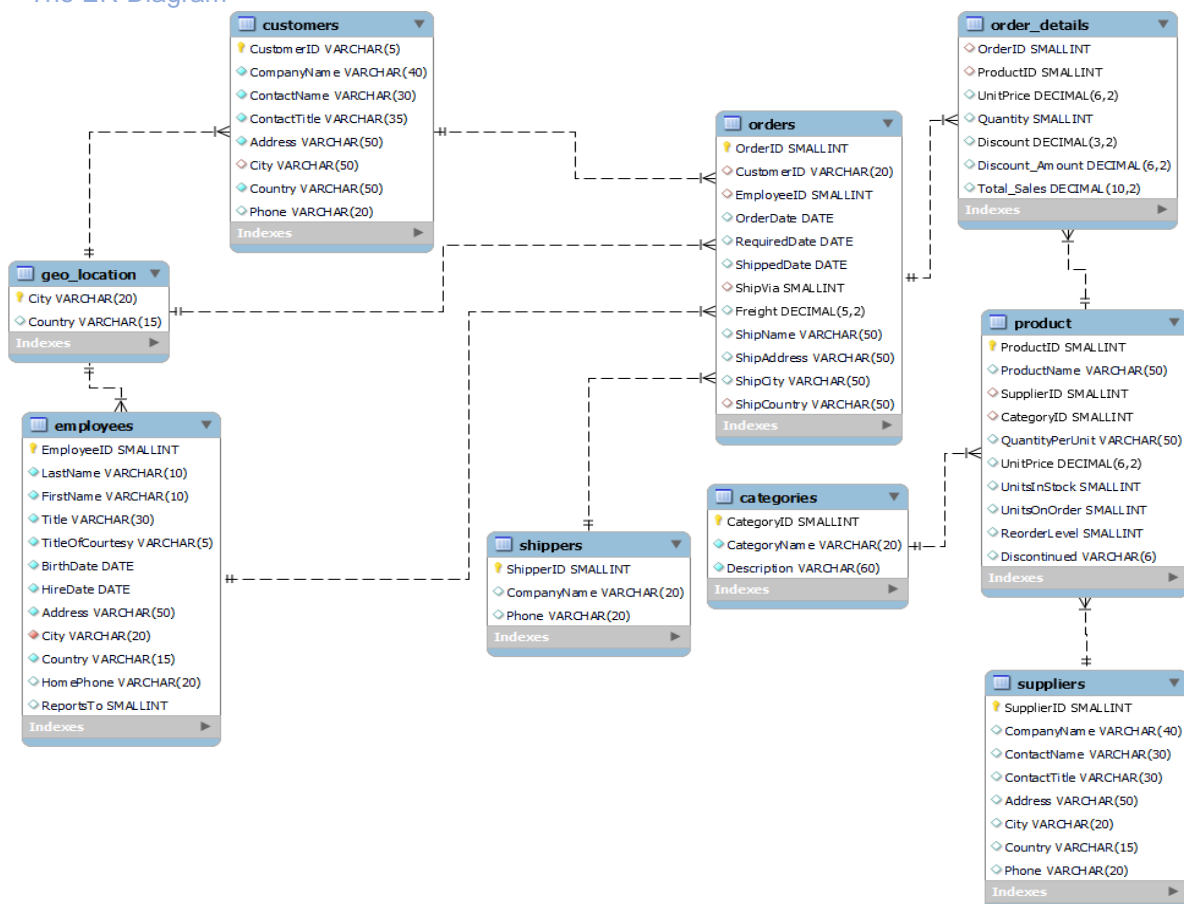 The ER Diagram
customers
CustomerID VARCHAR(5)
CompanyName VARCHAR(40)
ContactName VARCHAR(30)
ContactTitle VARCHAR(35)
Address VARCHAR(50)
City VARCHAR(50)
Country VARCHAR(50)
Phone VARCHAR(20)
Indexes
geo_location
City VARCHAR(20)
Country VARCHAR(15)
Indexes
employees
EmployeeID SMALLINT
LastName VARCHAR(10)
FirstName VARCHAR(10)
Title VARCHAR(30)
TitleOfCourtesy VARCHAR(5)
BirthDate DATE
HireDate DATE
Address VARCHAR(50)
City VARCHAR(20)
Country VARCHAR(15)
HomePhone VARCHAR(20)
ReportsTo SMALLINT
Indexes
shippers
ShipperID SMALLINT
CompanyName VARCHAR(20)
Phone VARCHAR(20)
Indexes
orders
OrderID SMALLINT
CustomerID VARCHAR(20)
EmployeeID SMALLINT
OrderDate DATE
RequiredDate DATE
ShippedDate DATE
ShipVia SMALLINT
Freight DECIMAL(5,2)
ShipName VARCHAR(50)
ShipAddress VARCHAR(50)
ShipCity VARCHAR(50)
ShipCountry VARCHAR(50)
Indexes
categories
CategoryID SMALLINT
CategoryName VARCHAR(20)
Description VARCHAR(60)
Indexes
order_details
OrderID SMALLINT
ProductID SMALLINT
UnitPrice DECIMAL(6,2)
Quantity SMALLINT
Discount DECIMAL(3,2)
Discount_Amount DECIMAL(6,2)
Total_Sales DECIMAL(10,2)
Indexes
product
ProductID SMALLINT
ProductName VARCHAR(50)
SupplierID SMALLINT
CategoryID SMALLINT
QuantityPerUnit VARCHAR(50)
UnitPrice DECIMAL(6,2)
UnitsInStock SMALLINT
UnitsOnOrder SMALLINT
ReorderLevel SMALLINT
Discontinued VARCHAR(6)
Indexes
suppliers
SupplierID SMALLINT
CompanyName VARCHAR(40)
ContactName VARCHAR(30)
ContactTitle VARCHAR(30)
Address VARCHAR(50)
City VARCHAR(20)
Country VARCHAR(15)
Phone VARCHAR(20)
Indexes